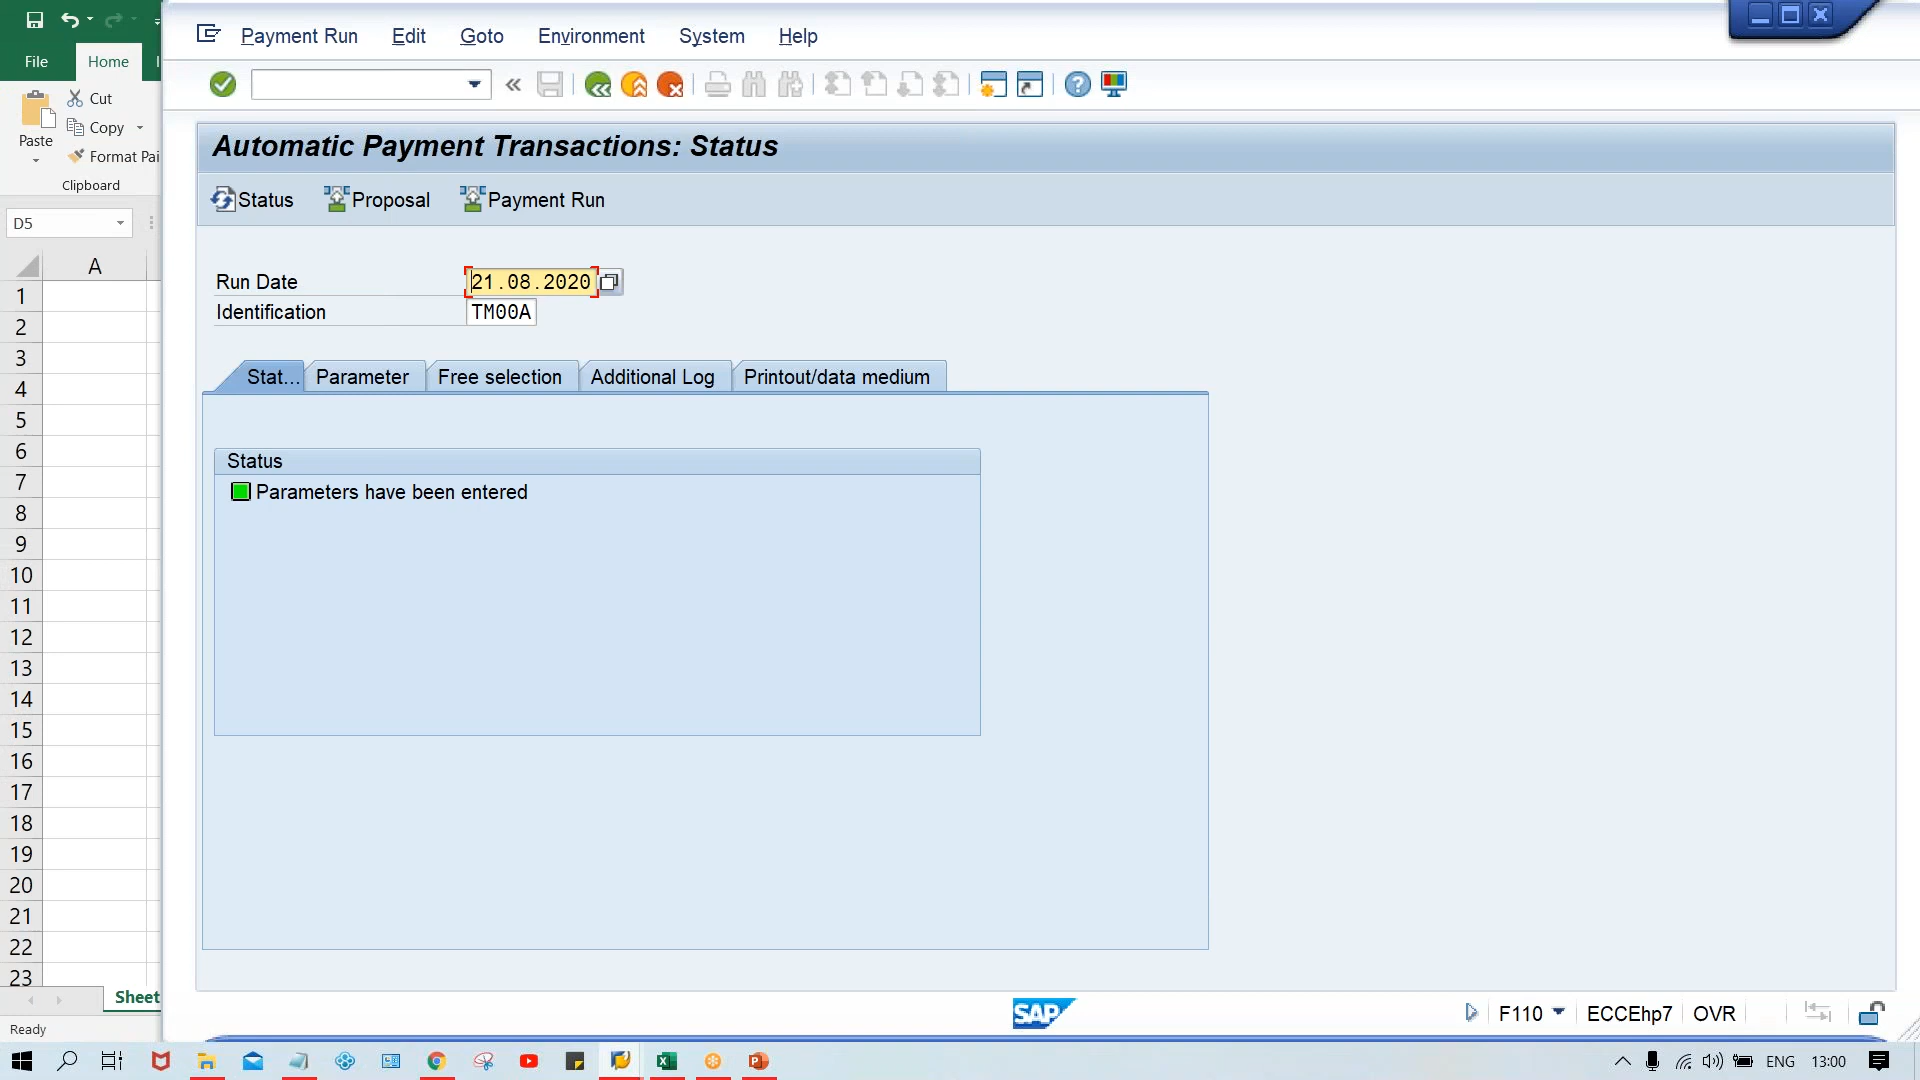 Payment Run Edit Goto Environment System Help
File Home
Cut
Copy
Format Pai
Paste
Clipboard
D5
A
1
2
3
4
5
6
7
8
9
10
11
12
13
14
15
16
17
18
19
20
21
22
23
Sheet
Ready
Automatic Payment Transactions: Status
Status Proposal Payment Run
Run Date 21.08.2020
Identification TM00A
Stat... Parameter Free selection Additional Log Printout/data medium
Status
Parameters have been entered
SAP
F110 ECCEhp7 OVR
ENG 13:00